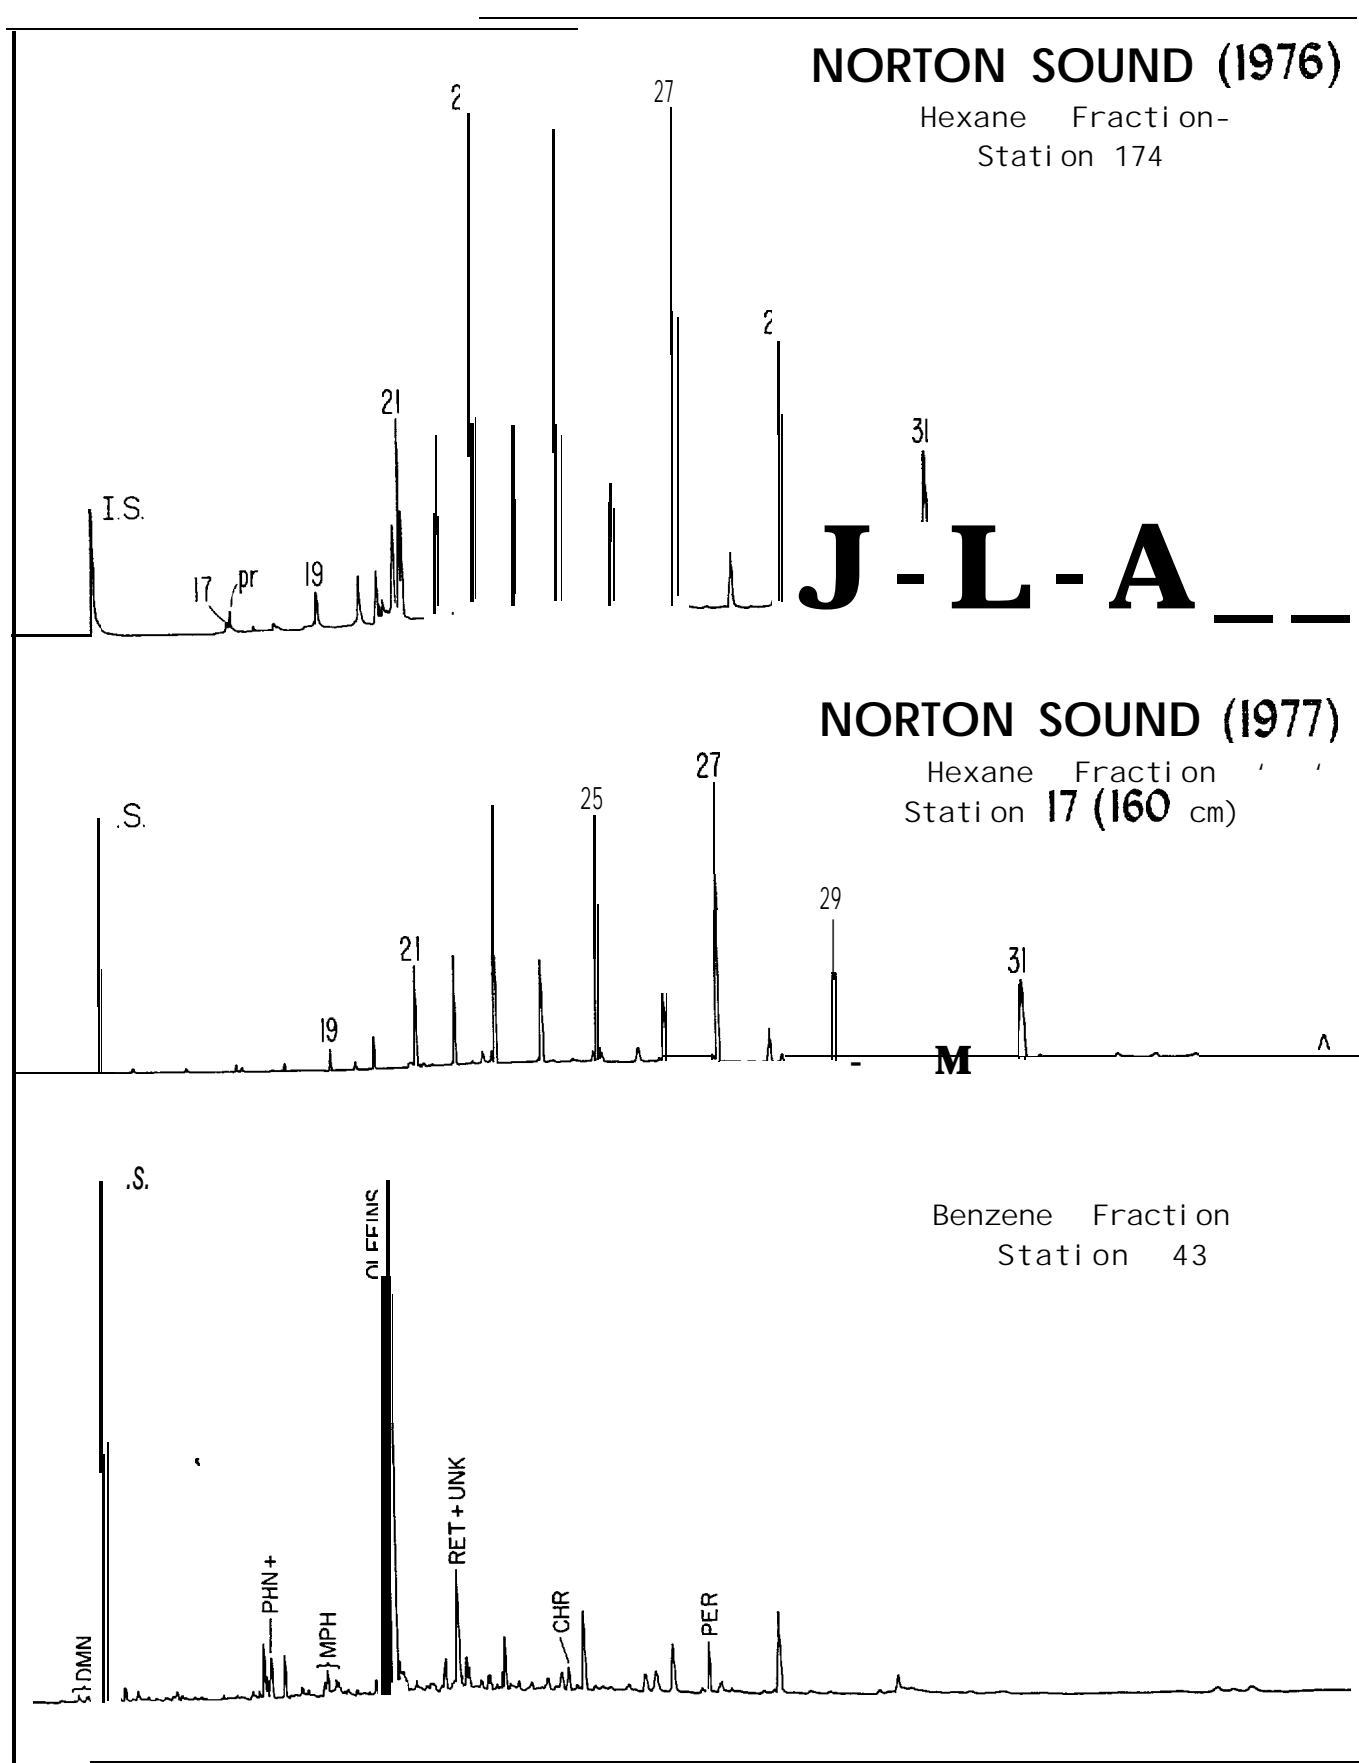 NORTON SOUND (1976)
Hexane Fraction-
Station 174
2
27
2
21
31
I.S.
17
pr
19
J-L-A__
NORTON SOUND (1977)
Hexane Fraction ' '
Station 17 (160 cm)
27
25
.S.
29
21
31
19
- M
.S.
OLEFINS
Benzene Fraction
Station 43
RET + UNK
PHN +
CHR
PER
}MPH{
}DMN